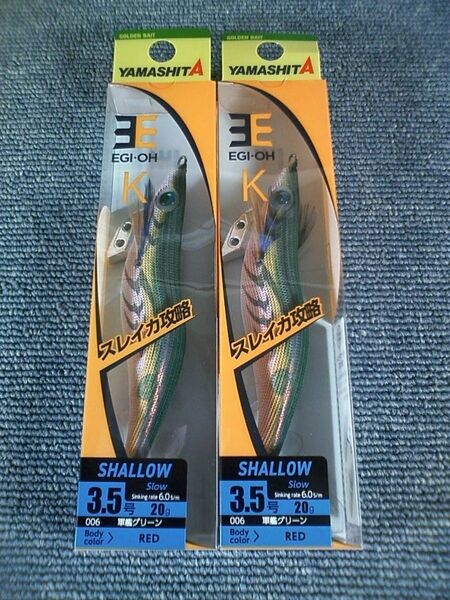 GOLDEN BAIT
YAMASHITA
EGI-OH
K
スレイカ攻略
SHALLOW
Slow
Sinking rate 6.0s/m
3.5号 20g
006 軍艦グリーン
Body color > RED
GOLDEN BAIT
YAMASHITA
EGI-OH
K
スレイカ攻略
SHALLOW
Slow
Sinking rate 6.0s/m
3.5号 20g
006 軍艦グリーン
Body color > RED